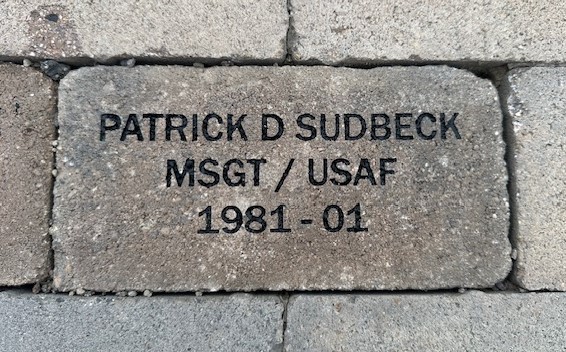 PATRICK D SUDBECK
MSGT / USAF
1981 - 01